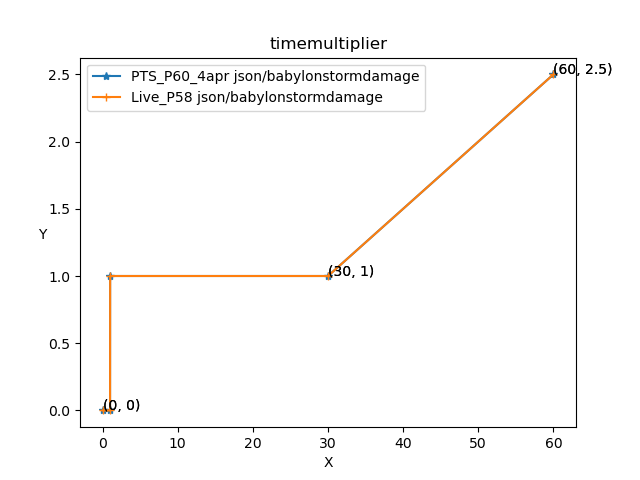 timemultiplier
PTS_P60_4apr json/babylonstormdamage
Live_P58 json/babylonstormdamage
(60, 2.5)
(30, 1)
(0, 0)
2.5
2.0
1.5
1.0
0.5
0.0
Y
0 10 20 30 40 50 60
X